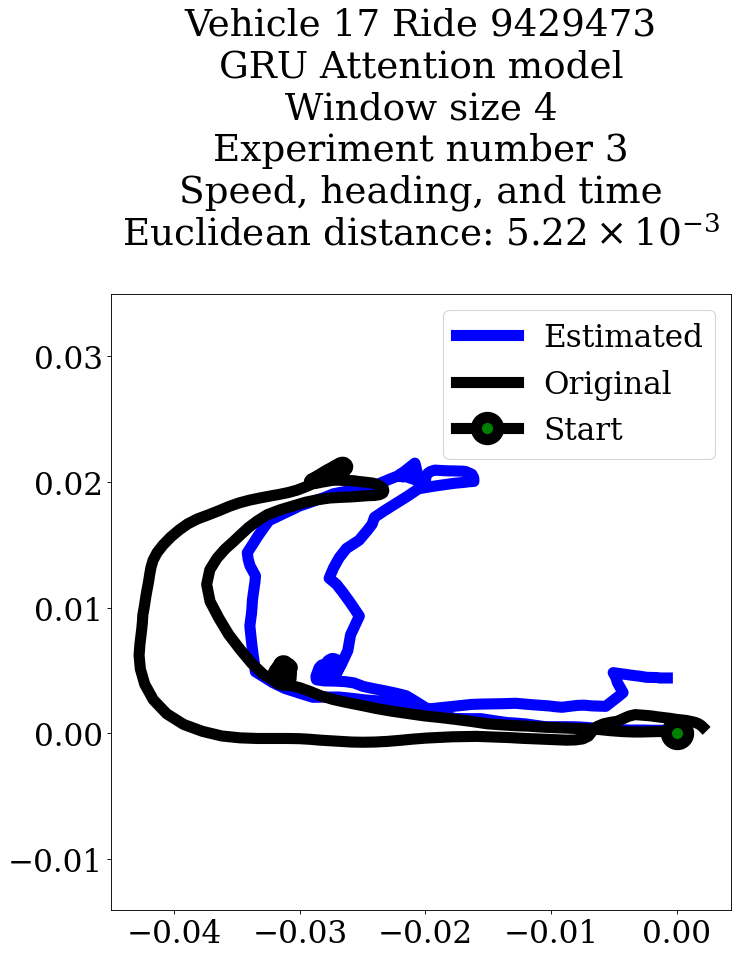 Vehicle 17 Ride 9429473
GRU Attention model
Window size 4
Experiment number 3
Speed, heading, and time
Euclidean distance: 5.22 × 10⁻³
Estimated
Original
Start
0.03
0.02
0.01
0.00
−0.01
−0.04 −0.03 −0.02 −0.01 0.00